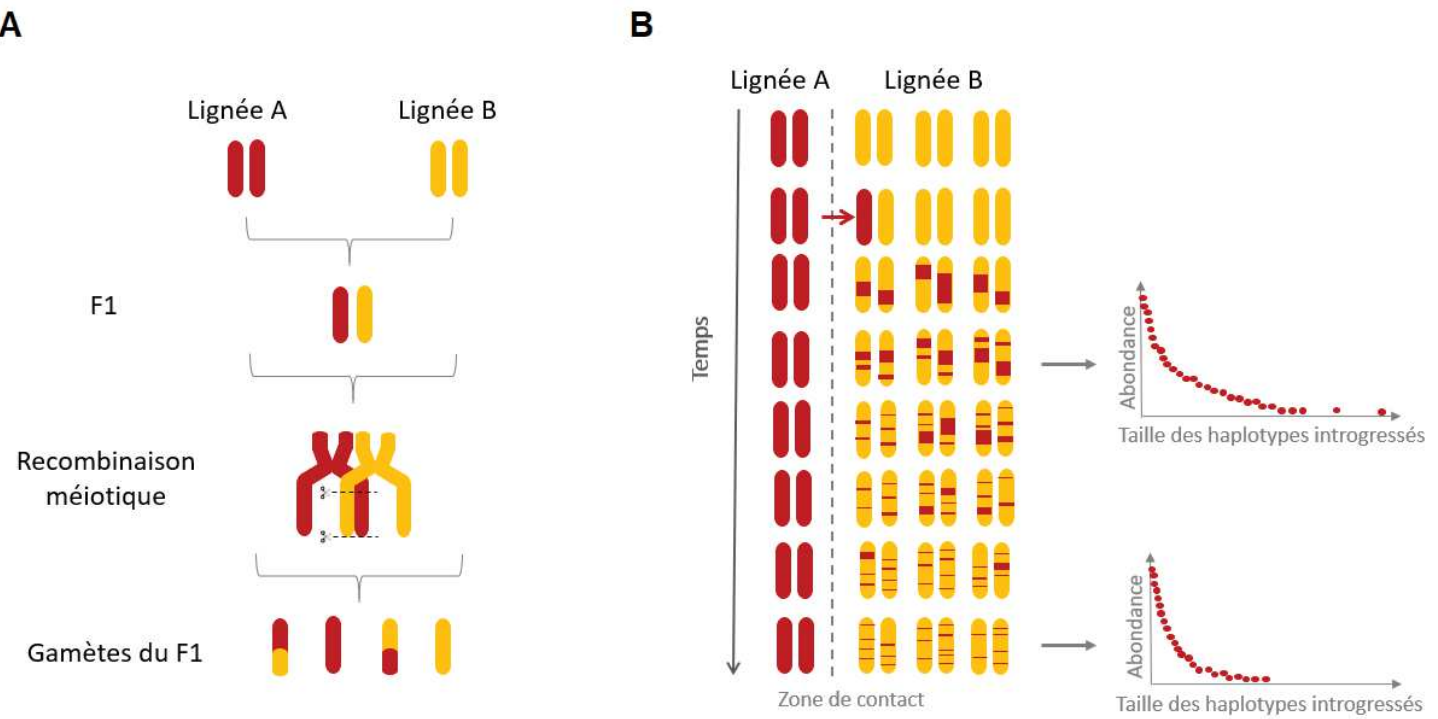 A
Lignée A
Lignée B
F1
Recombinaison
méiotique
Gamètes du F1
B
Lignée A
Lignée B
Temps
Zone de contact
Abondance
Taille des haplotypes introgressés
Abondance
Taille des haplotypes introgressés